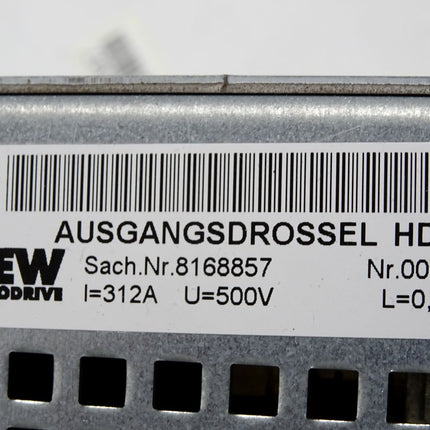 AUSGANGSDROSSEL HD
EW Sach.Nr.8168857 Nr.00
ODRIVE I=312A U=500V L=0,